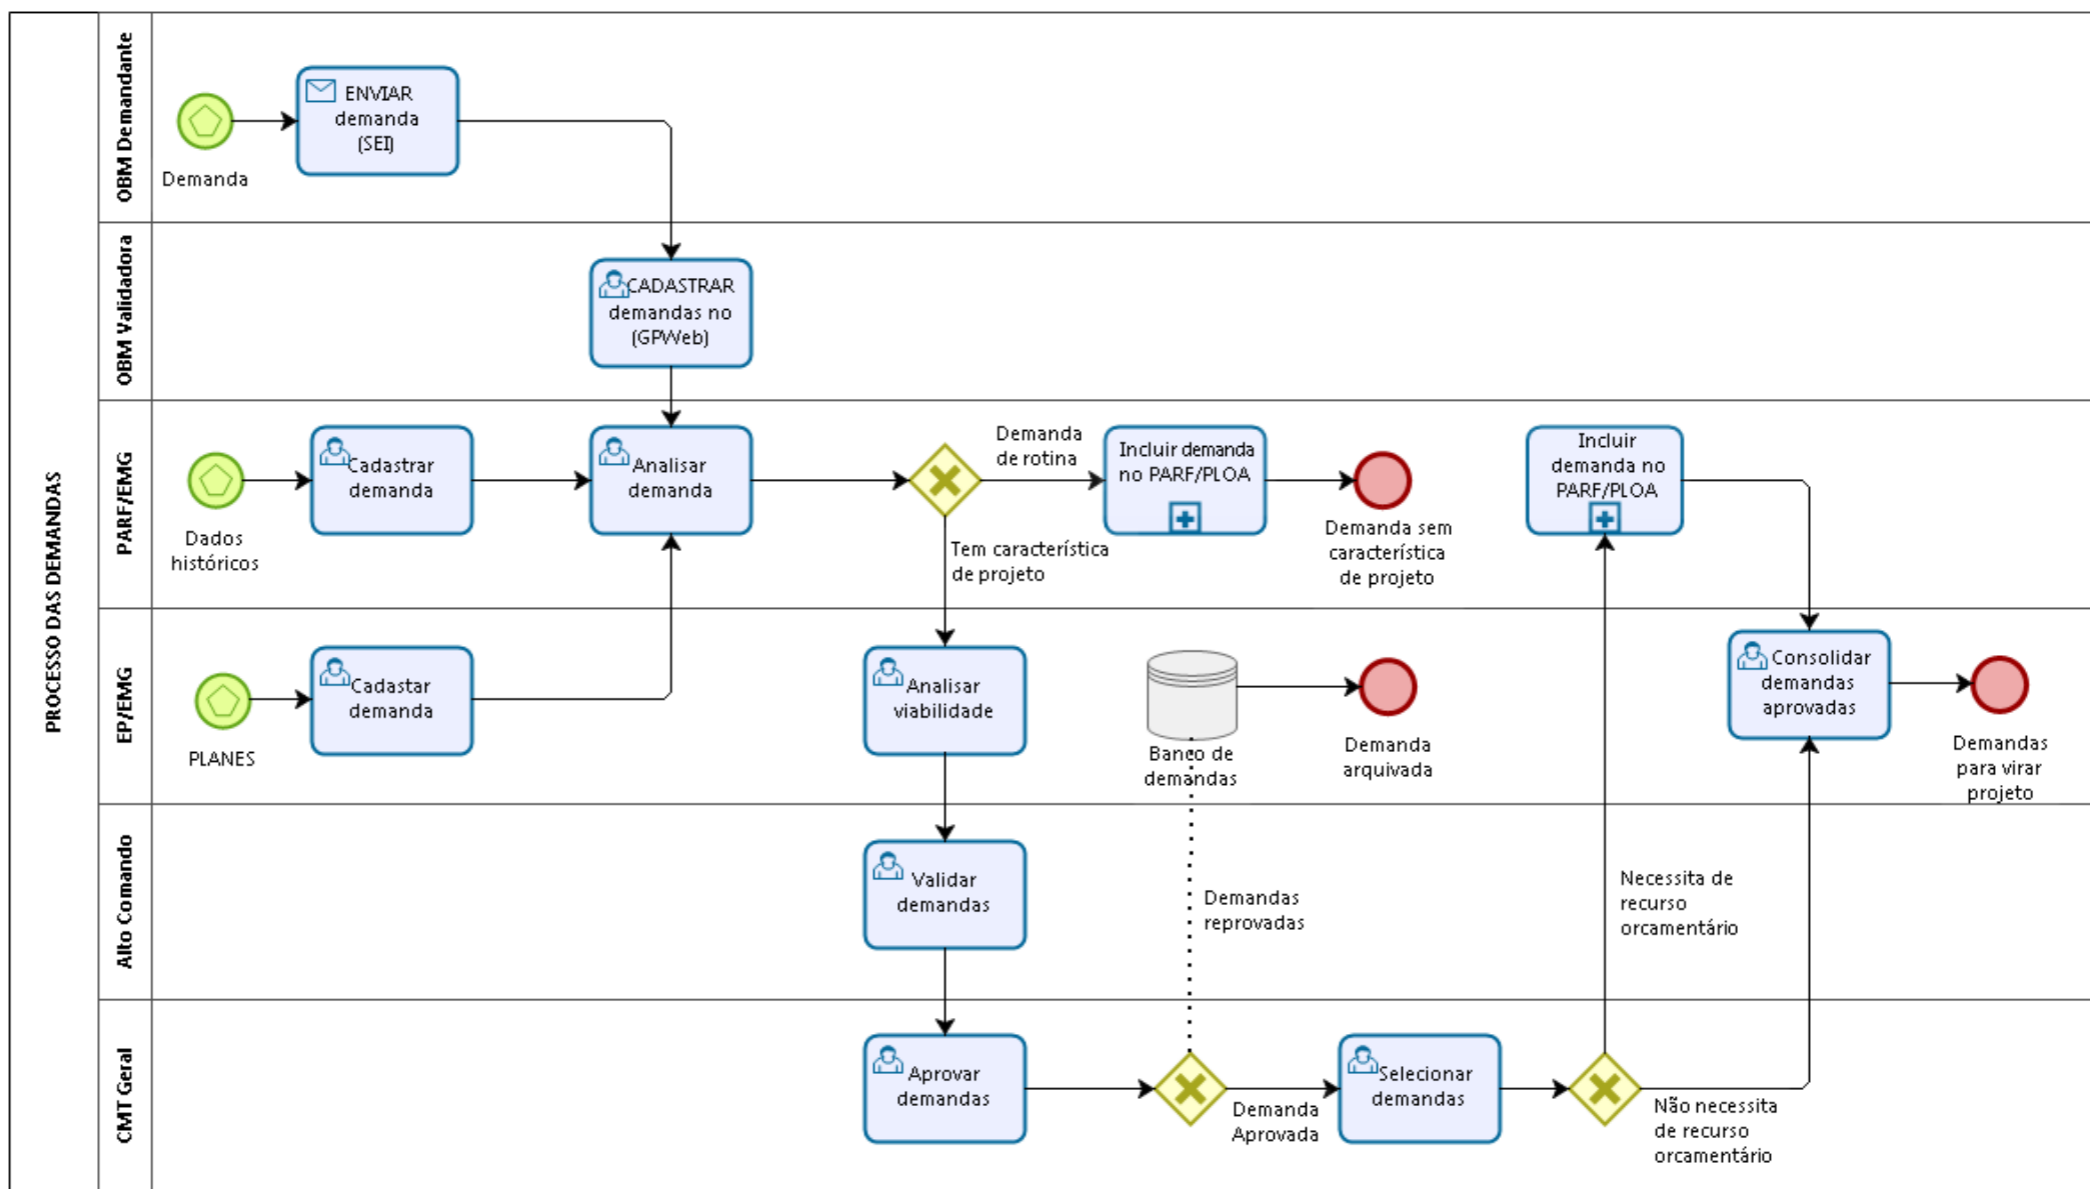 PROCESSO DAS DEMANDAS
OBM Demandante
Demanda
ENVIAR
demanda
(SEI)
OBM Validadora
CADASTRAR
demandas no
(GPWeb)
PARF/EMG
Dados
históricos
Cadastrar
demanda
Analisar
demanda
Demanda
de rotina
Tem característica
de projeto
Incluir demanda
no PARF/PLOA
Demanda sem
característica
de projeto
Incluir
demanda no
PARF/PLOA
EP/EMG
PLANES
Cadastar
demanda
Analisar
viabilidade
Banco de
demandas
Demanda
arquivada
Consolidar
demandas
aprovadas
Demandas
para virar
projeto
Alto Comando
Validar
demandas
Demandas
reprovadas
Necessita de
recurso
orcamentário
CMT Geral
Aprovar
demandas
Demanda
Aprovada
Selecionar
demandas
Não necessita
de recurso
orcamentário